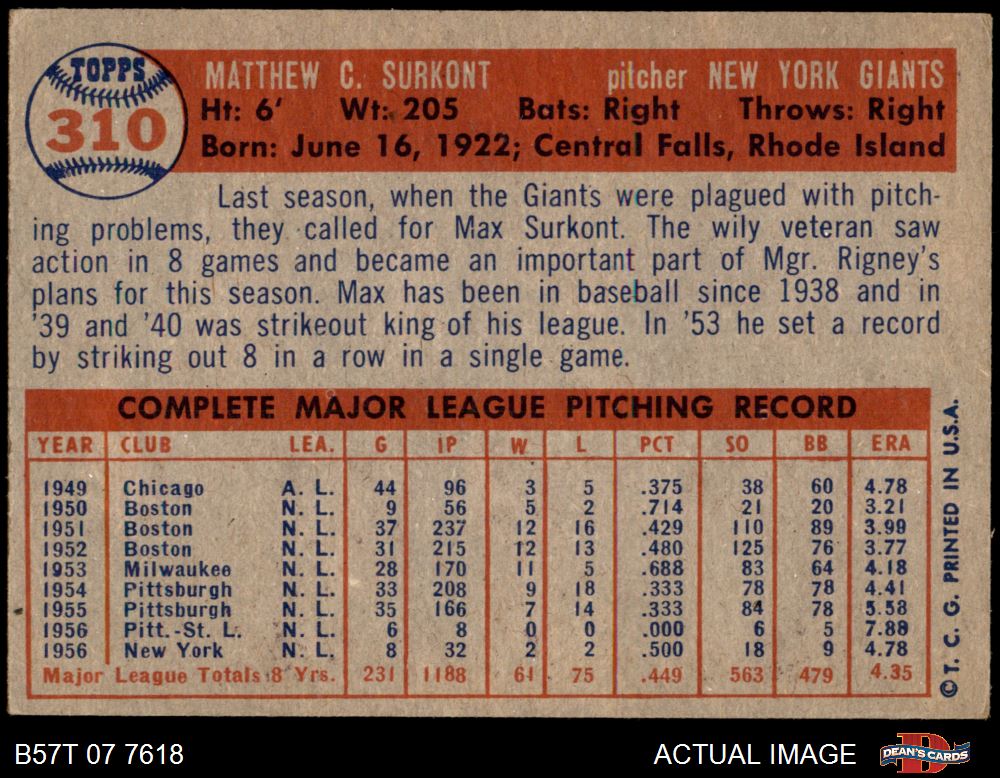 TOPPS
310
MATTHEW C. SURKONT pitcher NEW YORK GIANTS
Ht: 6' Wt: 205 Bats: Right Throws: Right
Born: June 16, 1922; Central Falls, Rhode Island
Last season, when the Giants were plagued with pitch-
ing problems, they called for Max Surkont. The wily veteran saw
action in 8 games and became an important part of Mgr. Rigney's
plans for this season. Max has been in baseball since 1938 and in
'39 and '40 was strikeout king of his league. In '53 he set a record
by striking out 8 in a row in a single game.
COMPLETE MAJOR LEAGUE PITCHING RECORD
YEAR CLUB LEA. G IP W L PCT SO BB ERA
1949 Chicago A. L. 44 96 3 5 .375 38 60 4.78
1950 Boston N. L. 9 56 5 2 .714 21 20 3.21
1951 Boston N. L. 37 237 12 16 .429 110 89 3.99
1952 Boston N. L. 31 215 12 13 .480 125 76 3.77
1953 Milwaukee N. L. 28 170 11 5 .688 83 64 4.18
1954 Pittsburgh N. L. 33 208 9 18 .333 78 78 4.41
1955 Pittsburgh N. L. 35 166 7 14 .333 84 78 5.58
1956 Pitt.-St. L. N. L. 6 8 0 0 .000 6 5 7.88
1956 New York N. L. 8 32 2 2 .500 18 9 4.78
Major League Totals 8 Yrs. 231 1188 61 75 .449 563 479 4.35
©T. C. G. PRINTED IN U.S.A.
B57T 07 7618 ACTUAL IMAGE
DEAN'S CARDS